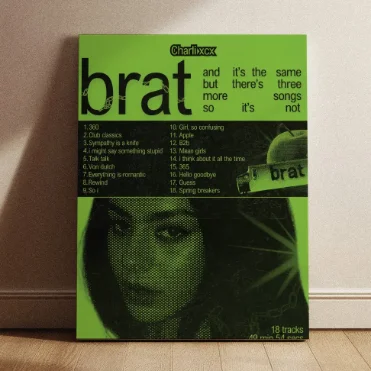 Charli xcx
brat
and it's the same
but there's three
more songs
so it's not
1. 360
2. Club classics
3. Sympathy is a knife
4. I might say something stupid
5. Talk talk
6. Von dutch
7. Everything is romantic
8. Rewind
9. So I
10. Girl, so confusing
11. Apple
12. B2b
13. Mean girls
14. I think about it all the time
15. 365
16. Hello goodbye
17. Guess
18. Spring breakers
brat
18 tracks